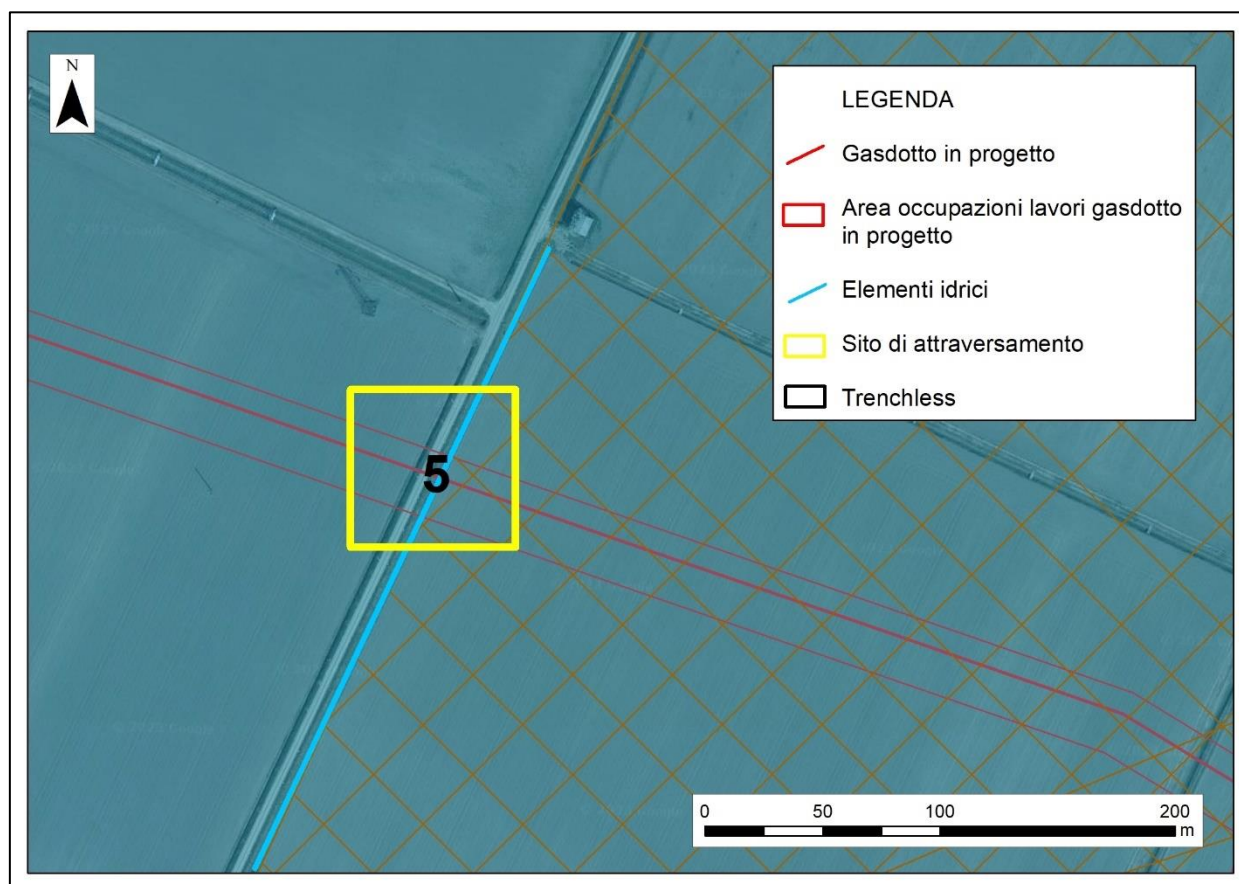 N
LEGENDA
Gasdotto in progetto
Area occupazioni lavori gasdotto
in progetto
Elementi idrici
Sito di attraversamento
Trenchless
5
0 50 100 200
m